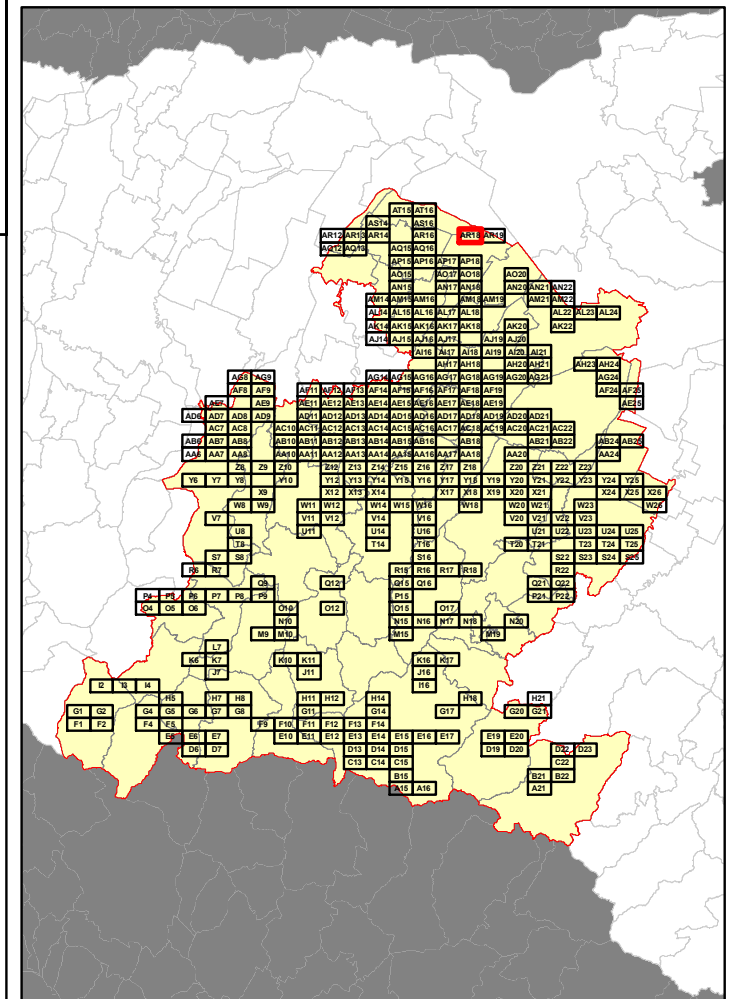 AT15 AT16
AS14 AS16
AR12 AR13 AR14 AR16 AR18 AR19
AQ12 AQ13 AQ15 AQ16
AP15 AP16 AP17 AP18
AO15 AO17 AO18 AO20
AN15 AN17 AN18 AN20 AN21 AN22
AM14 AM15 AM16 AM18 AM19 AM21 AM22
AL14 AL15 AL16 AL17 AL18 AL22 AL23 AL24
AK14 AK15 AK16 AK17 AK18 AK20 AK22
AJ14 AJ15 AJ16 AJ17 AJ19 AJ20
AI16 AI17 AI18 AI19 AI20 AI21
AH17 AH18 AH20 AH21 AH23 AH24
AG8 AG9 AG14 AG15 AG16 AG17 AG18 AG19 AG20 AG21 AG24
AF8 AF9 AF11 AF12 AF13 AF14 AF15 AF16 AF17 AF18 AF19 AF24 AF25
AE7 AE9 AE11 AE12 AE13 AE14 AE15 AE16 AE17 AE18 AE19 AE25
AD6 AD7 AD8 AD9 AD11 AD12 AD13 AD14 AD15 AD16 AD17 AD18 AD19 AD20 AD21
AC7 AC8 AC10 AC11 AC12 AC13 AC14 AC15 AC16 AC17 AC18 AC19 AC20 AC21 AC22
AB6 AB7 AB8 AB10 AB11 AB12 AB13 AB14 AB15 AB16 AB18 AB21 AB22 AB24 AB25
AA6 AA7 AA8 AA10 AA11 AA12 AA13 AA14 AA15 AA16 AA17 AA18 AA20 AA24
Z8 Z9 Z10 Z12 Z13 Z14 Z15 Z16 Z17 Z18 Z20 Z21 Z22 Z23
Y6 Y7 Y8 Y10 Y12 Y13 Y14 Y15 Y16 Y17 Y18 Y19 Y20 Y21 Y22 Y23 Y24 Y25
X9 X12 X13 X14 X17 X18 X19 X20 X21 X24 X25 X26
W8 W9 W11 W12 W14 W15 W16 W18 W20 W21 W23 W26
V7 V11 V12 V14 V16 V20 V21 V22 V23
U8 U11 U14 U16 U21 U22 U23 U24 U25
T8 T14 T16 T20 T21 T23 T24 T25
S7 S8 S16 S22 S23 S24 S25
R6 R7 R15 R16 R17 R18 R22
Q9 Q12 Q15 Q16 Q21 Q22
P4 P5 P6 P7 P8 P9 P15 P21 P22
O4 O5 O6 O10 O12 O15 O17
N10 N15 N16 N17 N18 N20
M9 M10 M15 M19
L7
K6 K7 K10 K11 K16 K17
J7 J11 J16
I2 I3 I4 I16
H5 H7 H8 H11 H12 H14 H18 H21
G1 G2 G4 G5 G6 G7 G8 G11 G14 G17 G20 G21
F1 F2 F4 F5 F9 F10 F11 F12 F13 F14
E5 E6 E7 E10 E11 E12 E13 E14 E15 E16 E17 E19 E20
D6 D7 D13 D14 D15 D19 D20 D22 D23
C13 C14 C15 C22
B15 B21 B22
A15 A16 A21